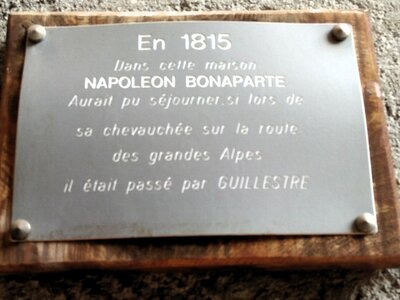 En 1815
Dans cette maison
NAPOLEON BONAPARTE
Aurait pu séjourner.si lors de
sa chevauchée sur la route
des grandes Alpes
il était passé par GUILLESTRE